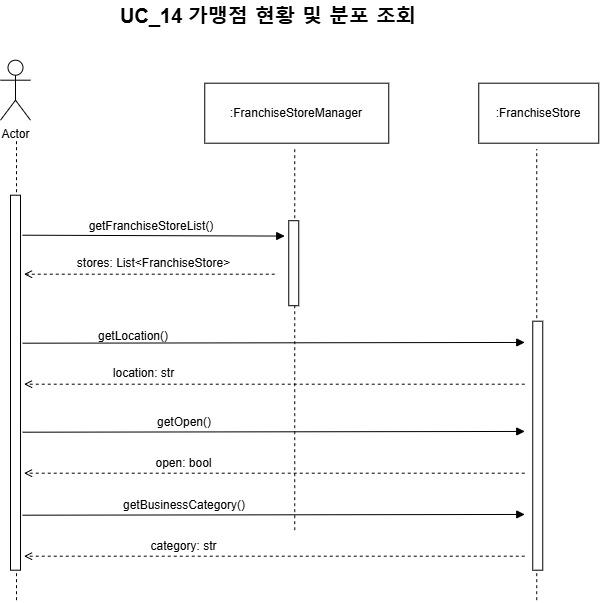 UC_14 가맹점 현황 및 분포 조회
:FranchiseStoreManager
:FranchiseStore
Actor
getFranchiseStoreList()
stores: List<FranchiseStore>
getLocation()
location: str
getOpen()
open: bool
getBusinessCategory()
category: str